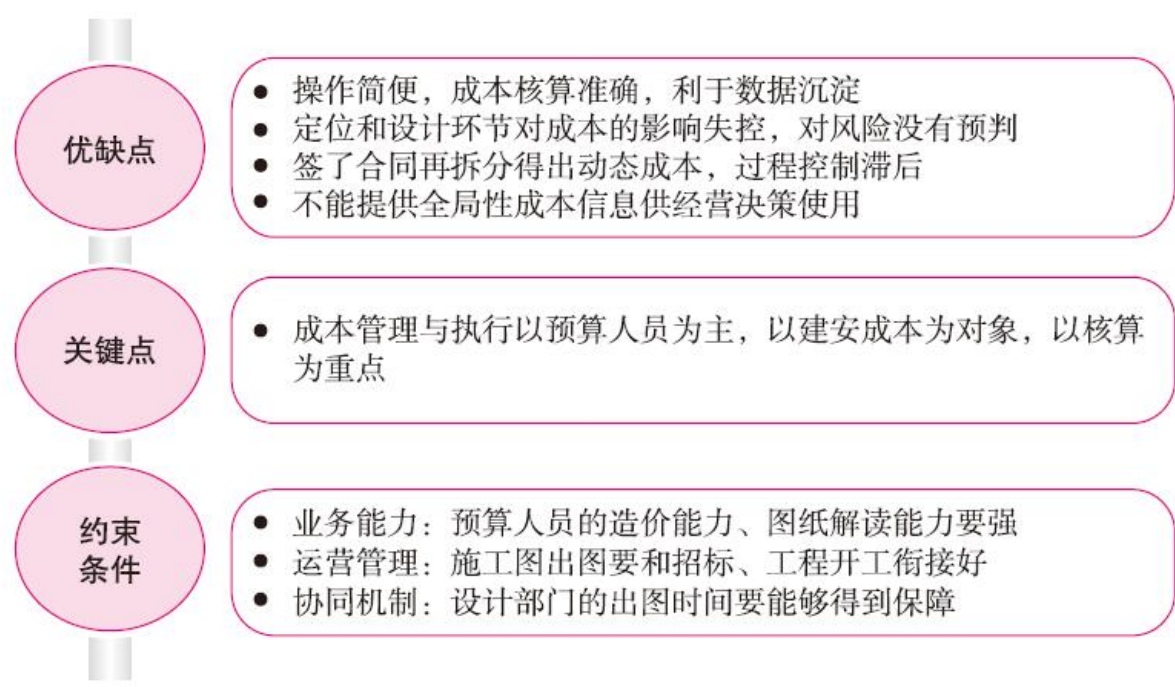 优缺点
● 操作简便，成本核算准确，利于数据沉淀
● 定位和设计环节对成本的影响失控，对风险没有预判
● 签了合同再拆分得出动态成本，过程控制滞后
● 不能提供全局性成本信息供经营决策使用
关键点
● 成本管理与执行以预算人员为主，以建安成本为对象，以核算
为重点
约束
条件
● 业务能力：预算人员的造价能力、图纸解读能力要强
● 运营管理：施工图出图要和招标、工程开工衔接好
● 协同机制：设计部门的出图时间要能够得到保障